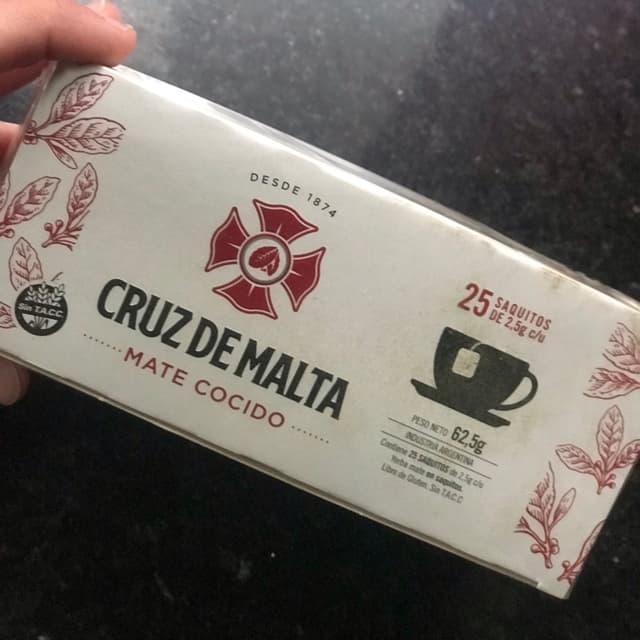 DESDE 1874
CRUZ DE MALTA
MATE COCIDO
SIN T.A.C.C.
25 SAQUITOS
DE 2,5g c/u
PESO NETO 62.5g
INDUSTRIA ARGENTINA
Contiene 25 SAQUITOS de 2,5g c/u
Yerba mate en saquitos
Libre de Gluten. Sin T.A.C.C.